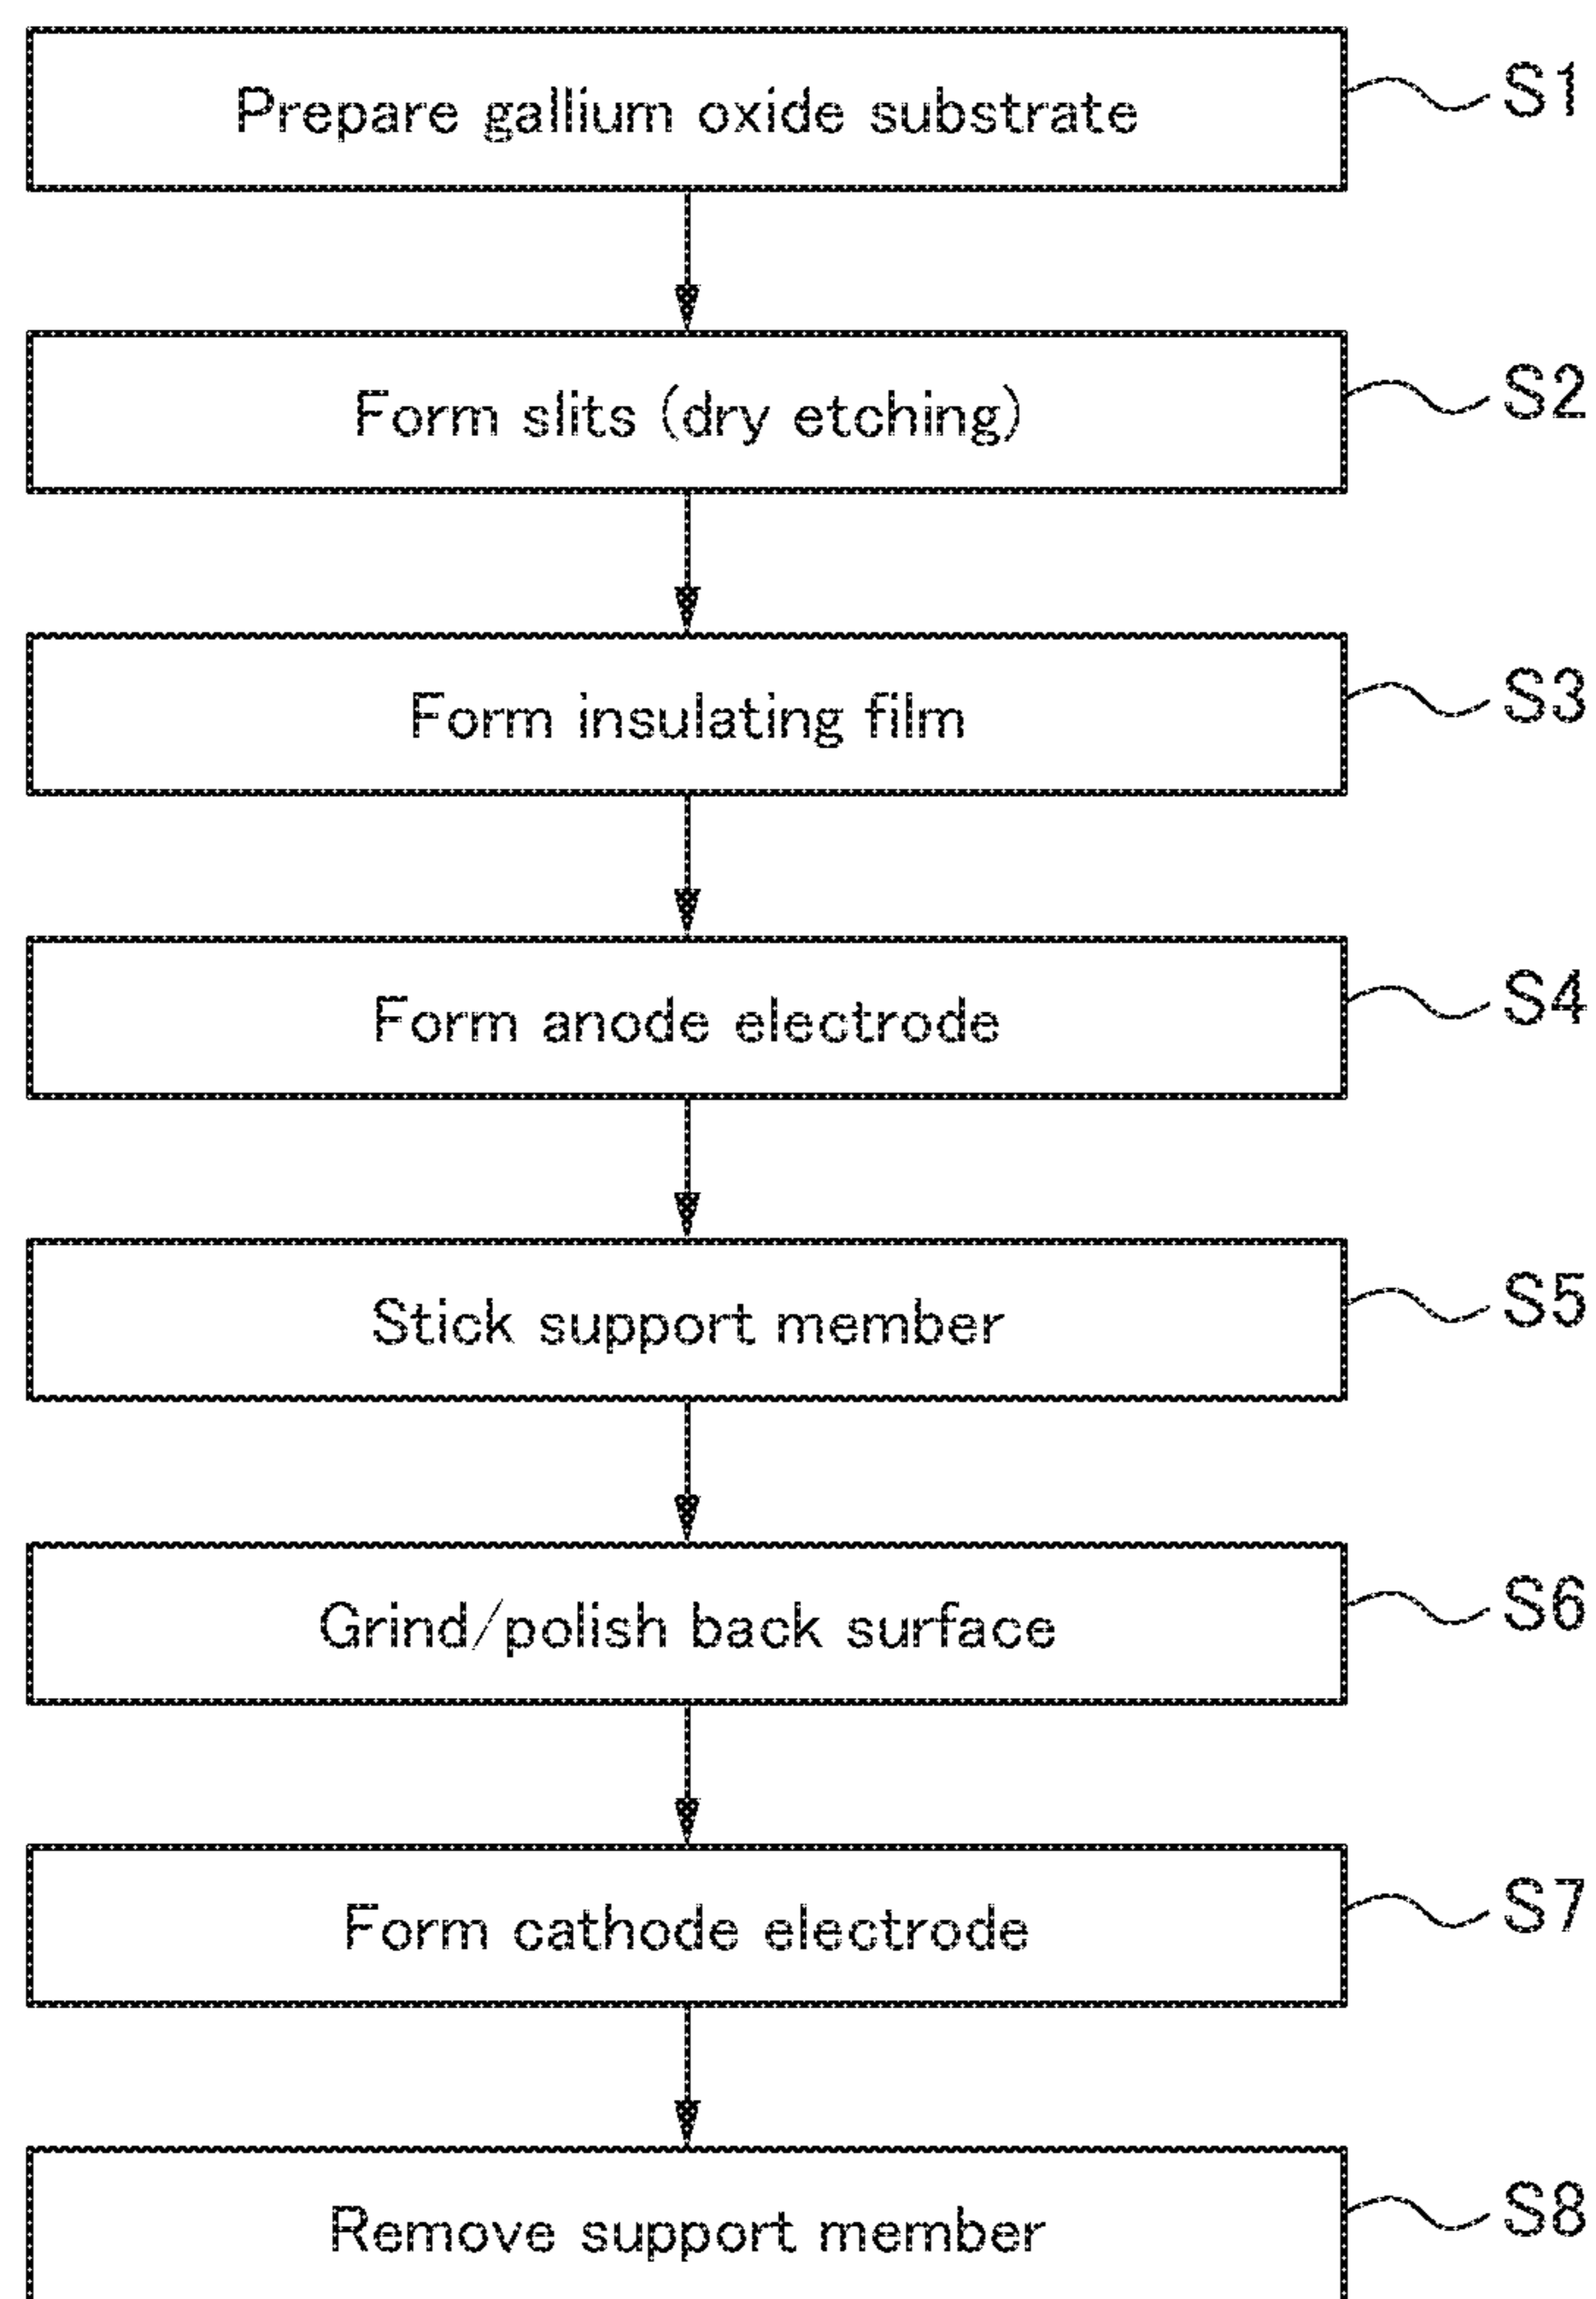 Prepare gallium oxide substrate S1
Form slits (dry etching) S2
Form insulating film S3
Form anode electrode S4
Stick support member S5
Grind/polish back surface S6
Form cathode electrode S7
Remove support member S8